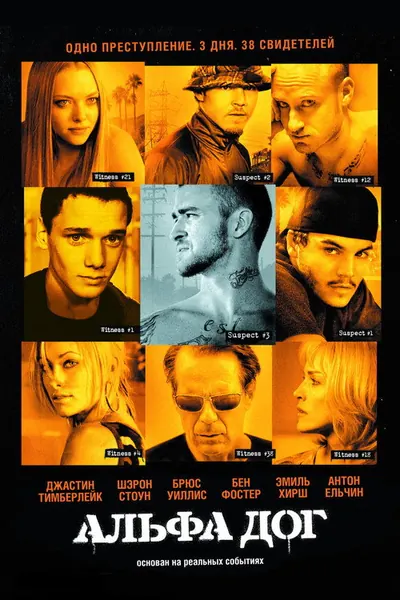 ОДНО ПРЕСТУПЛЕНИЕ. 3 ДНЯ. 38 СВИДЕТЕЛЕЙ
Witness #21
Suspect #2
Witness #12
Witness #1
Suspect #3
Suspect #1
Witness #4
Witness #38
Witness #18
ДЖАСТИН ТИМБЕРЛЕЙК
ШЭРОН СТОУН
БРЮС УИЛЛИС
БЕН ФОСТЕР
ЭМИЛЬ ХИРШ
АНТОН ЕЛЬЧИН
АЛЬФА ДОГ
ОСНОВАН НА РЕАЛЬНЫХ СОБЫТИЯХ